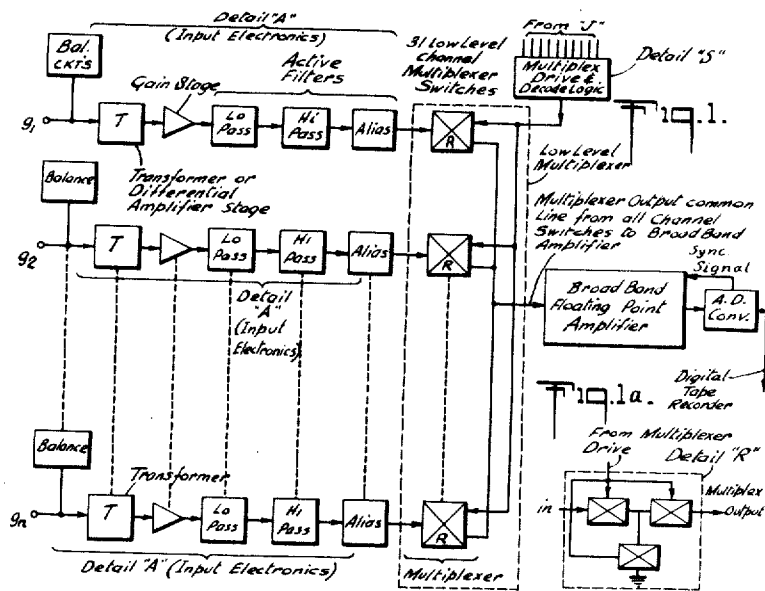 Detail "A"
(Input Electronics)
Bal.
CKT'S
Gain Stage
Active
Filters
31 Low Level
Channel
Multiplexer
Switches
From "J"
Multiplex
Drive &
Decode Logic
Detail "S"
Fig. 1.
g1
T
Lo
Pass
Hi
Pass
Alias
R
Low Level
Multiplexer
Transformer or
Differential
Amplifier Stage
Balance
g2
T
Lo
Pass
Hi
Pass
Alias
R
Multiplexer Output common
Line from all Channel
Switches to Broad Band
Amplifier
Sync.
Signal
Broad Band
Floating Point
Amplifier
A.D.
Conv.
Detail
"A"
(Input
Electronics)
Digital
Tape
Recorder
Fig. 1a.
From Multiplexer
Drive
Detail "R"
in
Multiplex
Output
Balance
Transformer
gn
T
Lo
Pass
Hi
Pass
Alias
R
Detail "A" (Input Electronics)
Multiplexer